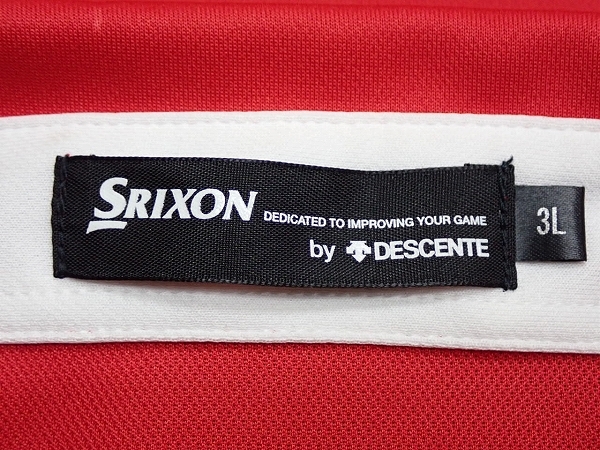 SRIXON DEDICATED TO IMPROVING YOUR GAME
by DESCENTE
3L